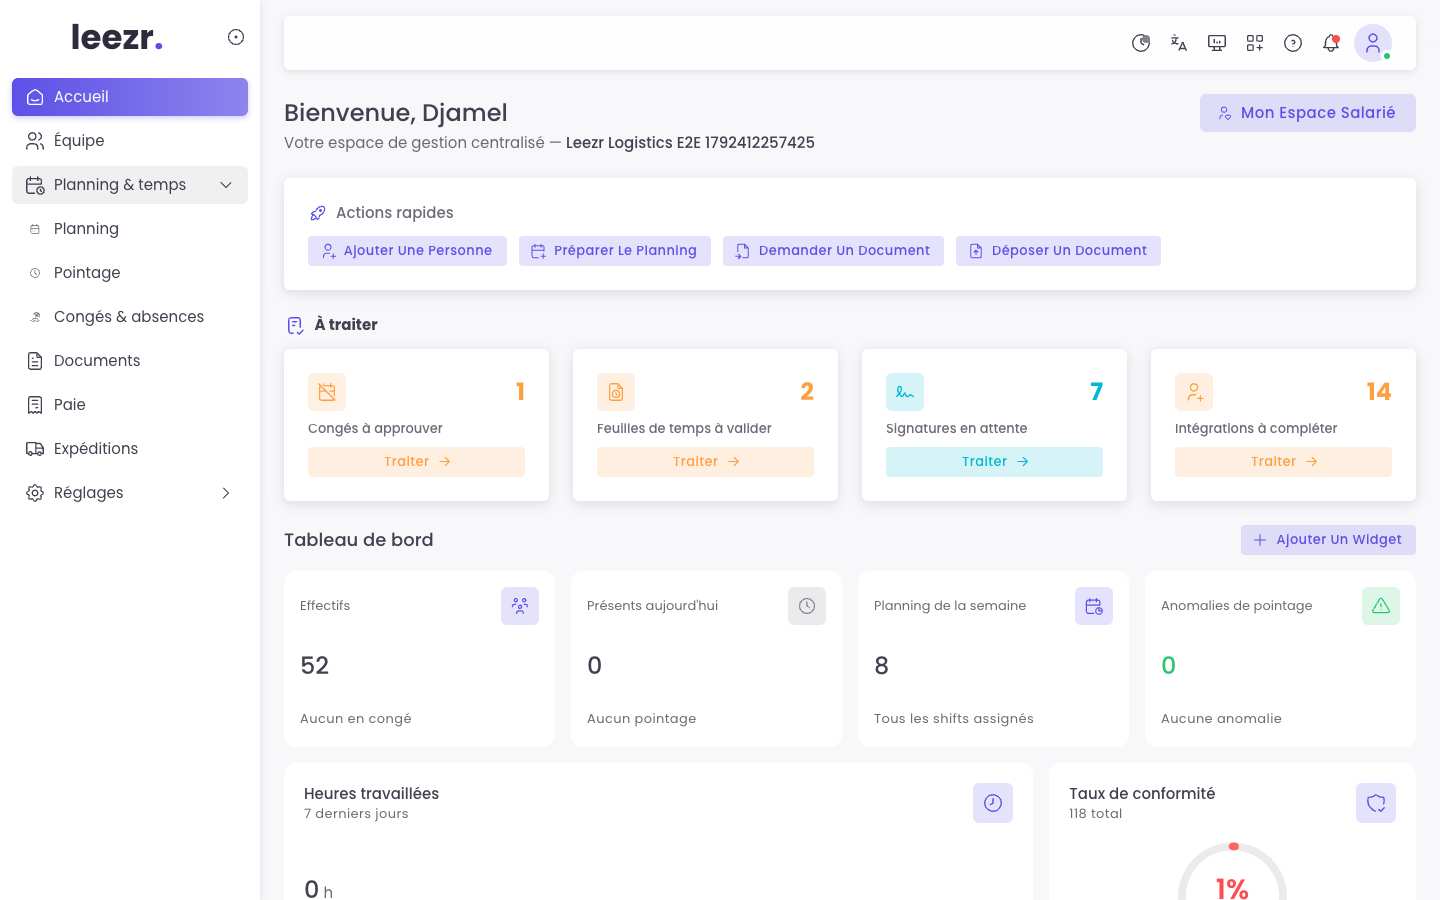 leezr.
Accueil
Équipe
Planning & temps
Planning
Pointage
Congés & absences
Documents
Paie
Expéditions
Réglages
Bienvenue, Djamel
Votre espace de gestion centralisé — Leezr Logistics E2E 1792412257425
Mon Espace Salarié
Actions rapides
Ajouter Une Personne
Préparer Le Planning
Demander Un Document
Déposer Un Document
À traiter
1
Congés à approuver
Traiter
2
Feuilles de temps à valider
Traiter
7
Signatures en attente
Traiter
14
Intégrations à compléter
Traiter
Tableau de bord
Ajouter Un Widget
Effectifs
52
Aucun en congé
Présents aujourd'hui
0
Aucun pointage
Planning de la semaine
8
Tous les shifts assignés
Anomalies de pointage
0
Aucune anomalie
Heures travaillées
7 derniers jours
0 h
Taux de conformité
118 total
1%